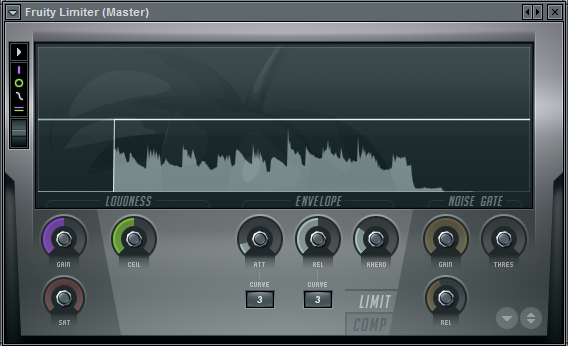 Fruity Limiter (Master)
LOUDNESS ENVELOPE NOISE GATE
GAIN CEIL ATT REL AHEAD GAIN THRES
CURVE CURVE
3 3
LIMIT
SAT COMP REL